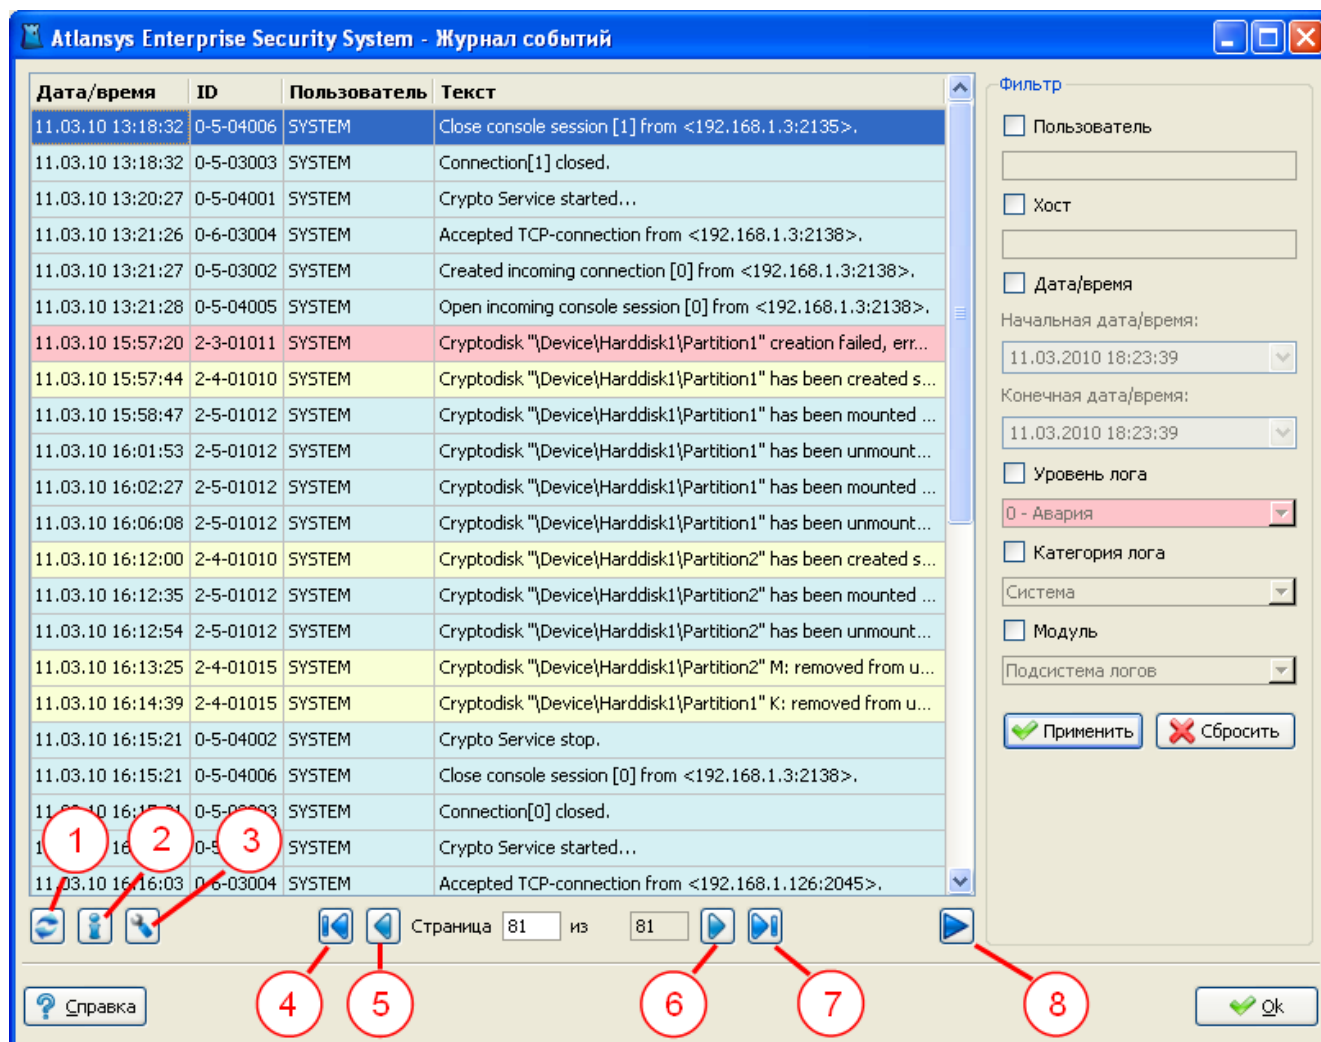 Atlansys Enterprise Security System - Журнал событий
Дата/время ID Пользователь Текст
11.03.10 13:18:32 0-5-04006 SYSTEM Close console session [1] from <192.168.1.3:2135>.
11.03.10 13:18:32 0-5-03003 SYSTEM Connection[1] closed.
11.03.10 13:20:27 0-5-04001 SYSTEM Crypto Service started...
11.03.10 13:21:26 0-6-03004 SYSTEM Accepted TCP-connection from <192.168.1.3:2138>.
11.03.10 13:21:27 0-5-03002 SYSTEM Created incoming connection [0] from <192.168.1.3:2138>.
11.03.10 13:21:28 0-5-04005 SYSTEM Open incoming console session [0] from <192.168.1.3:2138>.
11.03.10 15:57:20 2-3-01011 SYSTEM Cryptodisk "\Device\Harddisk1\Partition1" creation failed, err...
11.03.10 15:57:44 2-4-01010 SYSTEM Cryptodisk "\Device\Harddisk1\Partition1" has been created s...
11.03.10 15:58:47 2-5-01012 SYSTEM Cryptodisk "\Device\Harddisk1\Partition1" has been mounted ...
11.03.10 16:01:53 2-5-01012 SYSTEM Cryptodisk "\Device\Harddisk1\Partition1" has been unmount...
11.03.10 16:02:27 2-5-01012 SYSTEM Cryptodisk "\Device\Harddisk1\Partition1" has been mounted ...
11.03.10 16:06:08 2-5-01012 SYSTEM Cryptodisk "\Device\Harddisk1\Partition1" has been unmount...
11.03.10 16:12:00 2-4-01010 SYSTEM Cryptodisk "\Device\Harddisk1\Partition2" has been created s...
11.03.10 16:12:35 2-5-01012 SYSTEM Cryptodisk "\Device\Harddisk1\Partition2" has been mounted ...
11.03.10 16:12:54 2-5-01012 SYSTEM Cryptodisk "\Device\Harddisk1\Partition2" has been unmount...
11.03.10 16:13:25 2-4-01015 SYSTEM Cryptodisk "\Device\Harddisk1\Partition2" M: removed from u...
11.03.10 16:14:39 2-4-01015 SYSTEM Cryptodisk "\Device\Harddisk1\Partition1" K: removed from u...
11.03.10 16:15:21 0-5-04002 SYSTEM Crypto Service stop.
11.03.10 16:15:21 0-5-04006 SYSTEM Close console session [0] from <192.168.1.3:2138>.
SYSTEM Connection[0] closed.
SYSTEM Crypto Service started...
11.03.10 16:16:03 0-6-03004 SYSTEM Accepted TCP-connection from <192.168.1.126:2045>.
1 2 3
Страница 81 из 81
4 5 6 7 8
Фильтр
Пользователь
Хост
Дата/время
Начальная дата/время:
11.03.2010 18:23:39
Конечная дата/время:
11.03.2010 18:23:39
Уровень лога
0 - Авария
Категория лога
Система
Модуль
Подсистема логов
Применить Сбросить
Справка
Ok